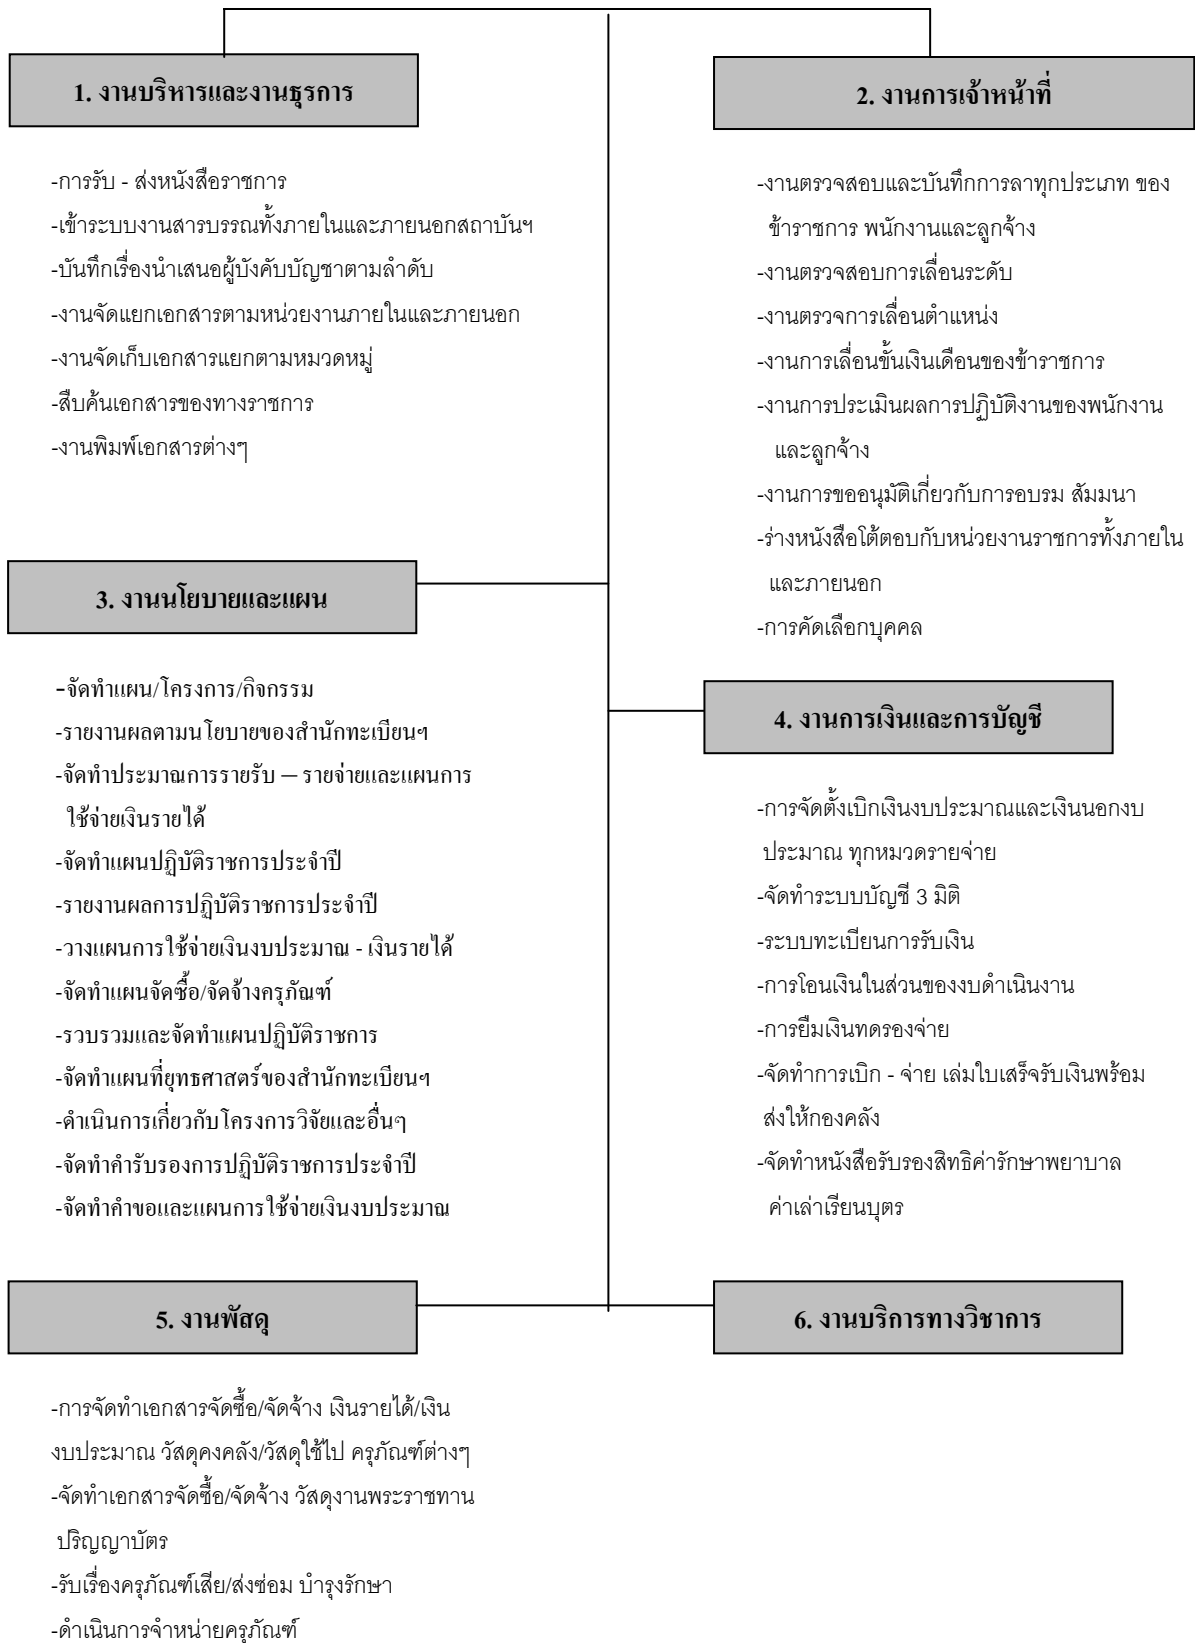 1. งานบริหารและงานธุรการ
-การรับ - ส่งหนังสือราชการ
-เข้าระบบงานสารบรรณทั้งภายในและภายนอกสถาบันฯ
-บันทึกเรื่องนำเสนอผู้บังคับบัญชาตามลำดับ
-งานจัดแยกเอกสารตามหน่วยงานภายในและภายนอก
-งานจัดเก็บเอกสารแยกตามหมวดหมู่
-สืบค้นเอกสารของทางราชการ
-งานพิมพ์เอกสารต่างๆ
2. งานการเจ้าหน้าที่
-งานตรวจสอบและบันทึกการลาทุกประเภท ของ
ข้าราชการ พนักงานและลูกจ้าง
-งานตรวจสอบการเลื่อนระดับ
-งานตรวจการเลื่อนตำแหน่ง
-งานการเลื่อนขั้นเงินเดือนของข้าราชการ
-งานการประเมินผลการปฏิบัติงานของพนักงาน
และลูกจ้าง
-งานการขออนุมัติเกี่ยวกับการอบรม สัมมนา
-ร่างหนังสือโต้ตอบกับหน่วยงานราชการทั้งภายใน
และภายนอก
-การคัดเลือกบุคคล
3. งานนโยบายและแผน
-จัดทำแผน/โครงการ/กิจกรรม
-รายงานผลตามนโยบายของสำนักทะเบียนฯ
-จัดทำประมาณการรายรับ – รายจ่ายและแผนการ
ใช้จ่ายเงินรายได้
-จัดทำแผนปฏิบัติราชการประจำปี
-รายงานผลการปฏิบัติราชการประจำปี
-วางแผนการใช้จ่ายเงินงบประมาณ - เงินรายได้
-จัดทำแผนจัดซื้อ/จัดจ้างครุภัณฑ์
-รวบรวมและจัดทำแผนปฏิบัติราชการ
-จัดทำแผนที่ยุทธศาสตร์ของสำนักทะเบียนฯ
-ดำเนินการเกี่ยวกับโครงการวิจัยและอื่นๆ
-จัดทำคำรับรองการปฏิบัติราชการประจำปี
-จัดทำคำขอและแผนการใช้จ่ายเงินงบประมาณ
4. งานการเงินและการบัญชี
-การจัดตั้งเบิกเงินงบประมาณและเงินนอกงบ
ประมาณ ทุกหมวดรายจ่าย
-จัดทำระบบบัญชี 3 มิติ
-ระบบทะเบียนการรับเงิน
-การโอนเงินในส่วนของงบดำเนินงาน
-การยืมเงินทดรองจ่าย
-จัดทำการเบิก - จ่าย เล่มใบเสร็จรับเงินพร้อม
ส่งให้กองคลัง
-จัดทำหนังสือรับรองสิทธิค่ารักษาพยาบาล
ค่าเล่าเรียนบุตร
5. งานพัสดุ
-การจัดทำเอกสารจัดซื้อ/จัดจ้าง เงินรายได้/เงิน
งบประมาณ วัสดุคงคลัง/วัสดุใช้ไป ครุภัณฑ์ต่างๆ
-จัดทำเอกสารจัดซื้อ/จัดจ้าง วัสดุงานพระราชทาน
ปริญญาบัตร
-รับเรื่องครุภัณฑ์เสีย/ส่งซ่อม บำรุงรักษา
-ดำเนินการจำหน่ายครุภัณฑ์
6. งานบริการทางวิชาการ